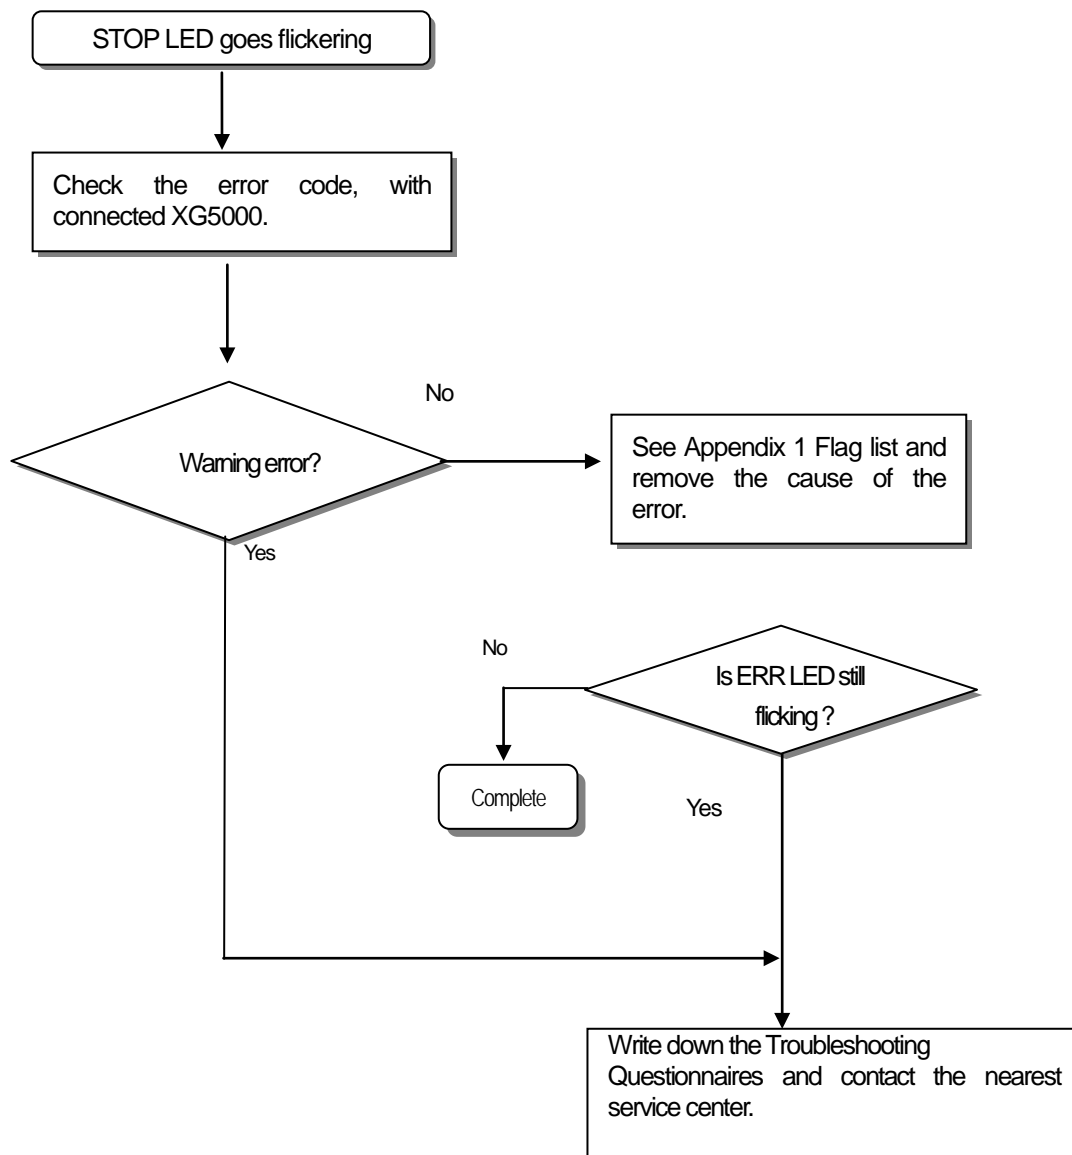 STOP LED goes flickering
Check the error code, with
connected XG5000.
No
Warning error?
See Appendix 1 Flag list and
remove the cause of the
error.
Yes
No
Is ERR LED still
flicking ?
Complete
Yes
Write down the Troubleshooting
Questionnaires and contact the nearest
service center.